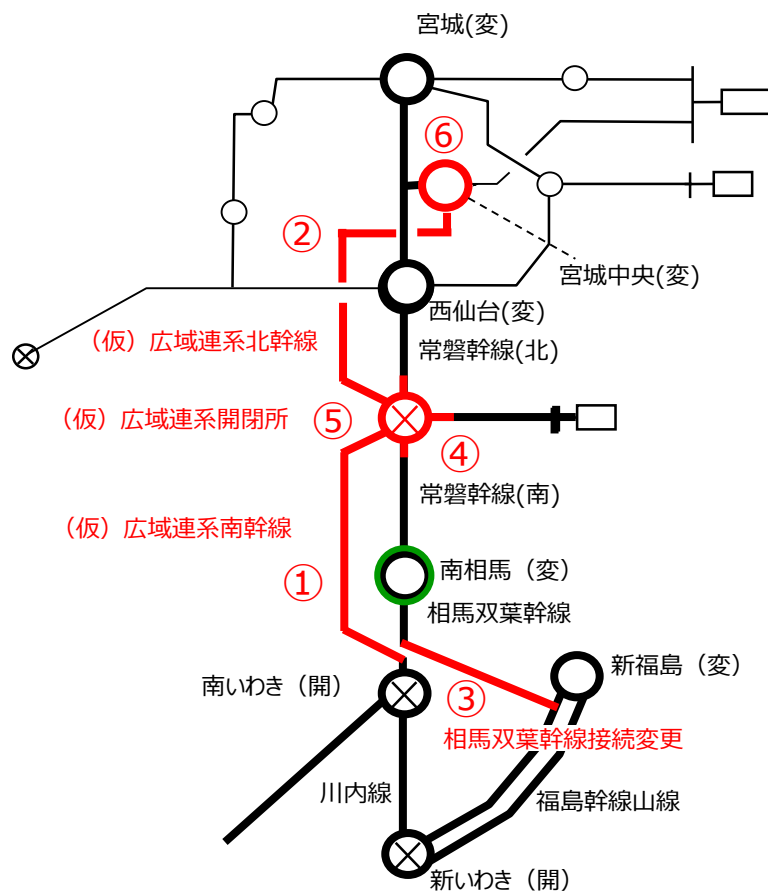 宮城(変)
⑥
②
宮城中央(変)
西仙台(変)
(仮)広域連系北幹線
常磐幹線(北)
(仮)広域連系開閉所
⑤
④
常磐幹線(南)
(仮)広域連系南幹線
①
南相馬(変)
相馬双葉幹線
新福島(変)
南いわき(開)
③
相馬双葉幹線接続変更
川内線
福島幹線山線
新いわき(開)